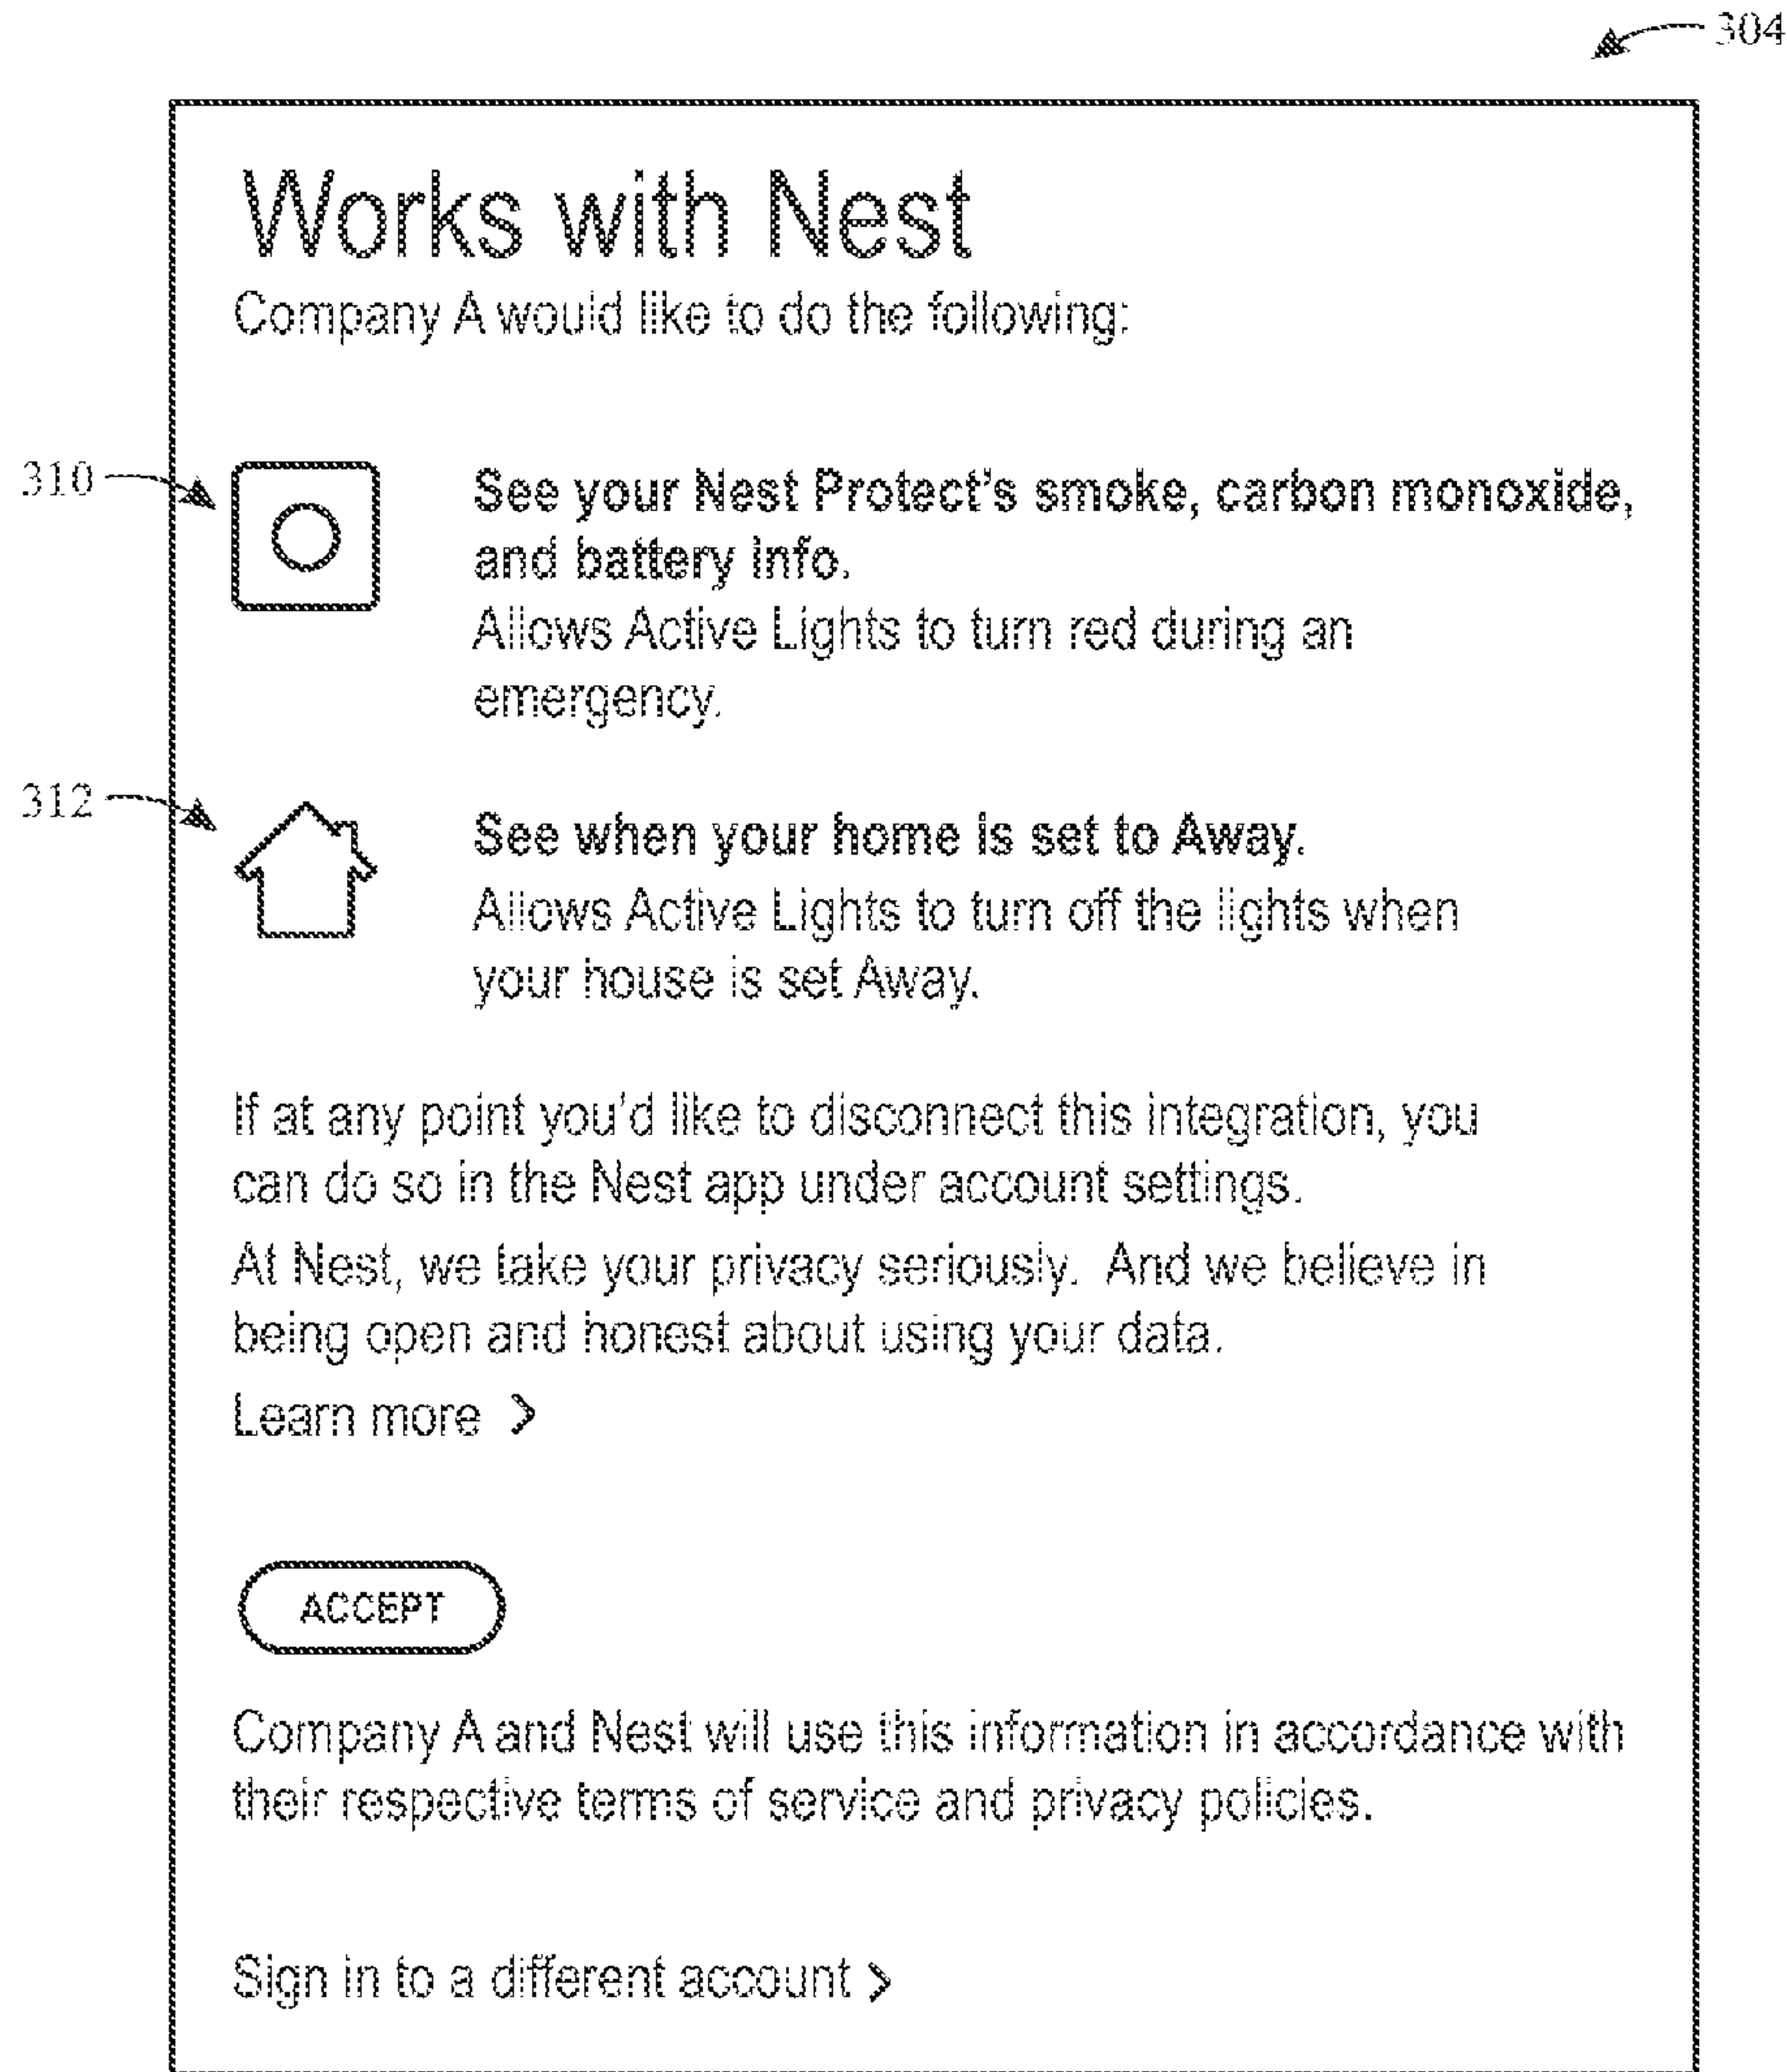 304
Works with Nest
Company A would like to do the following:
310
See your Nest Protect's smoke, carbon monoxide,
and battery info.
Allows Active Lights to turn red during an
emergency.
312
See when your home is set to Away.
Allows Active Lights to turn off the lights when
your house is set Away.
If at any point you'd like to disconnect this integration, you
can do so in the Nest app under account settings.
At Nest, we take your privacy seriously. And we believe in
being open and honest about using your data.
Learn more >
ACCEPT
Company A and Nest will use this information in accordance with
their respective terms of service and privacy policies.
Sign in to a different account >